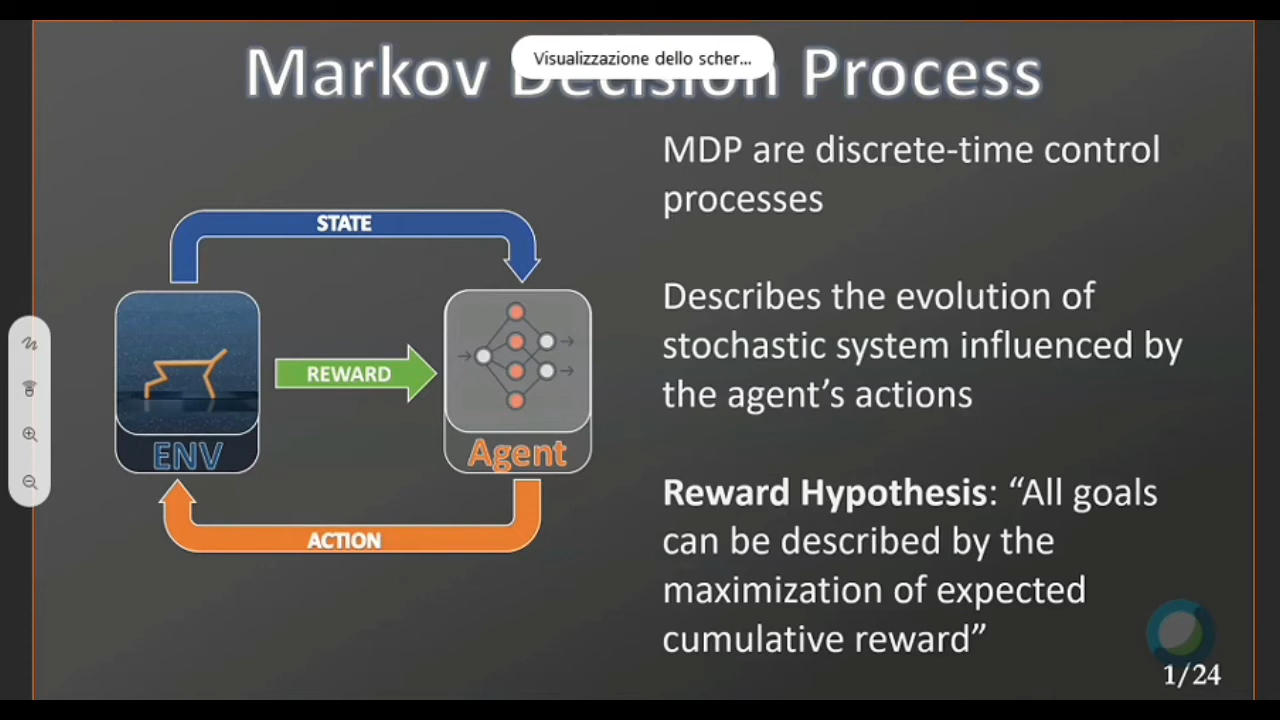 Visualizzazione dello scher...
Markov Decision Process
MDP are discrete-time control
processes
STATE
Describes the evolution of
stochastic system influenced by
the agent's actions
REWARD
ENV
Agent
Reward Hypothesis: “All goals
can be described by the
maximization of expected
cumulative reward”
ACTION
1/24